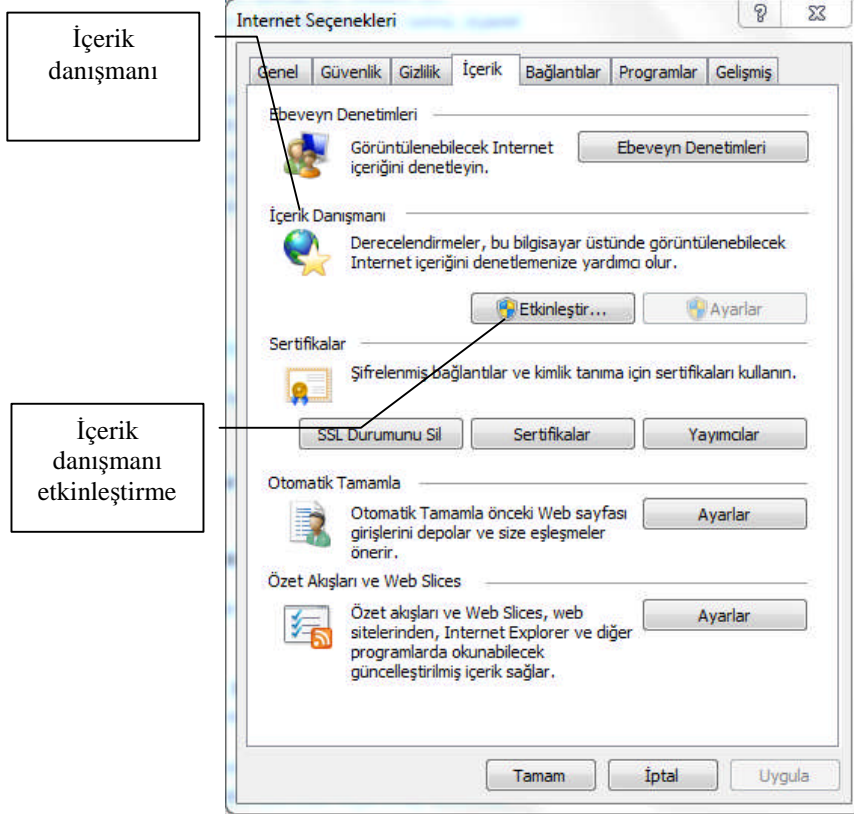 İçerik
danışmanı
Internet Seçenekleri
Genel Güvenlik Gizlilik İçerik Bağlantılar Programlar Gelişmiş
Ebeveyn Denetimleri
Görüntülenebilecek Internet
içeriğini denetleyin.
Ebeveyn Denetimleri
İçerik Danışmanı
Derecelendirmeler, bu bilgisayar üstünde görüntülenebilecek
Internet içeriğini denetlemenize yardımcı olur.
Etkinleştir... Ayarlar
Sertifikalar
Şifrelenmiş bağlantılar ve kimlik tanıma için sertifikaları kullanın.
SSL Durumunu Sil Sertifikalar Yayımcılar
İçerik
danışmanı
etkinleştirme
Otomatik Tamamla
Otomatik Tamamla önceki Web sayfası
girişlerini depolar ve size eşleşmeler
önerir.
Ayarlar
Özet Akışları ve Web Slices
Özet akışları ve Web Slices, web
sitelerinden, Internet Explorer ve diğer
programlarda okunabilecek
güncelleştirilmiş içerik sağlar.
Ayarlar
Tamam İptal Uygula